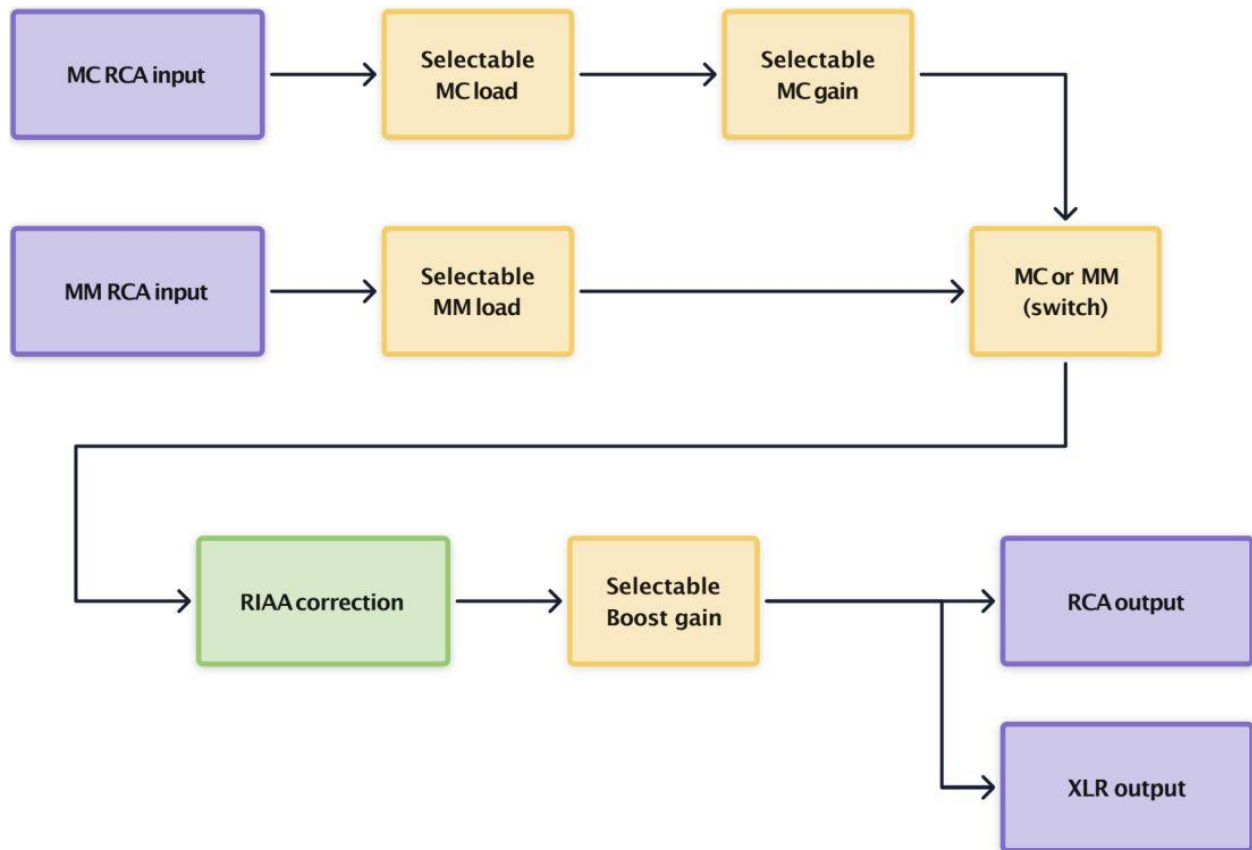 MC RCA input
Selectable
MC load
Selectable
MC gain
MM RCA input
Selectable
MM load
MC or MM
(switch)
RIAA correction
Selectable
Boost gain
RCA output
XLR output